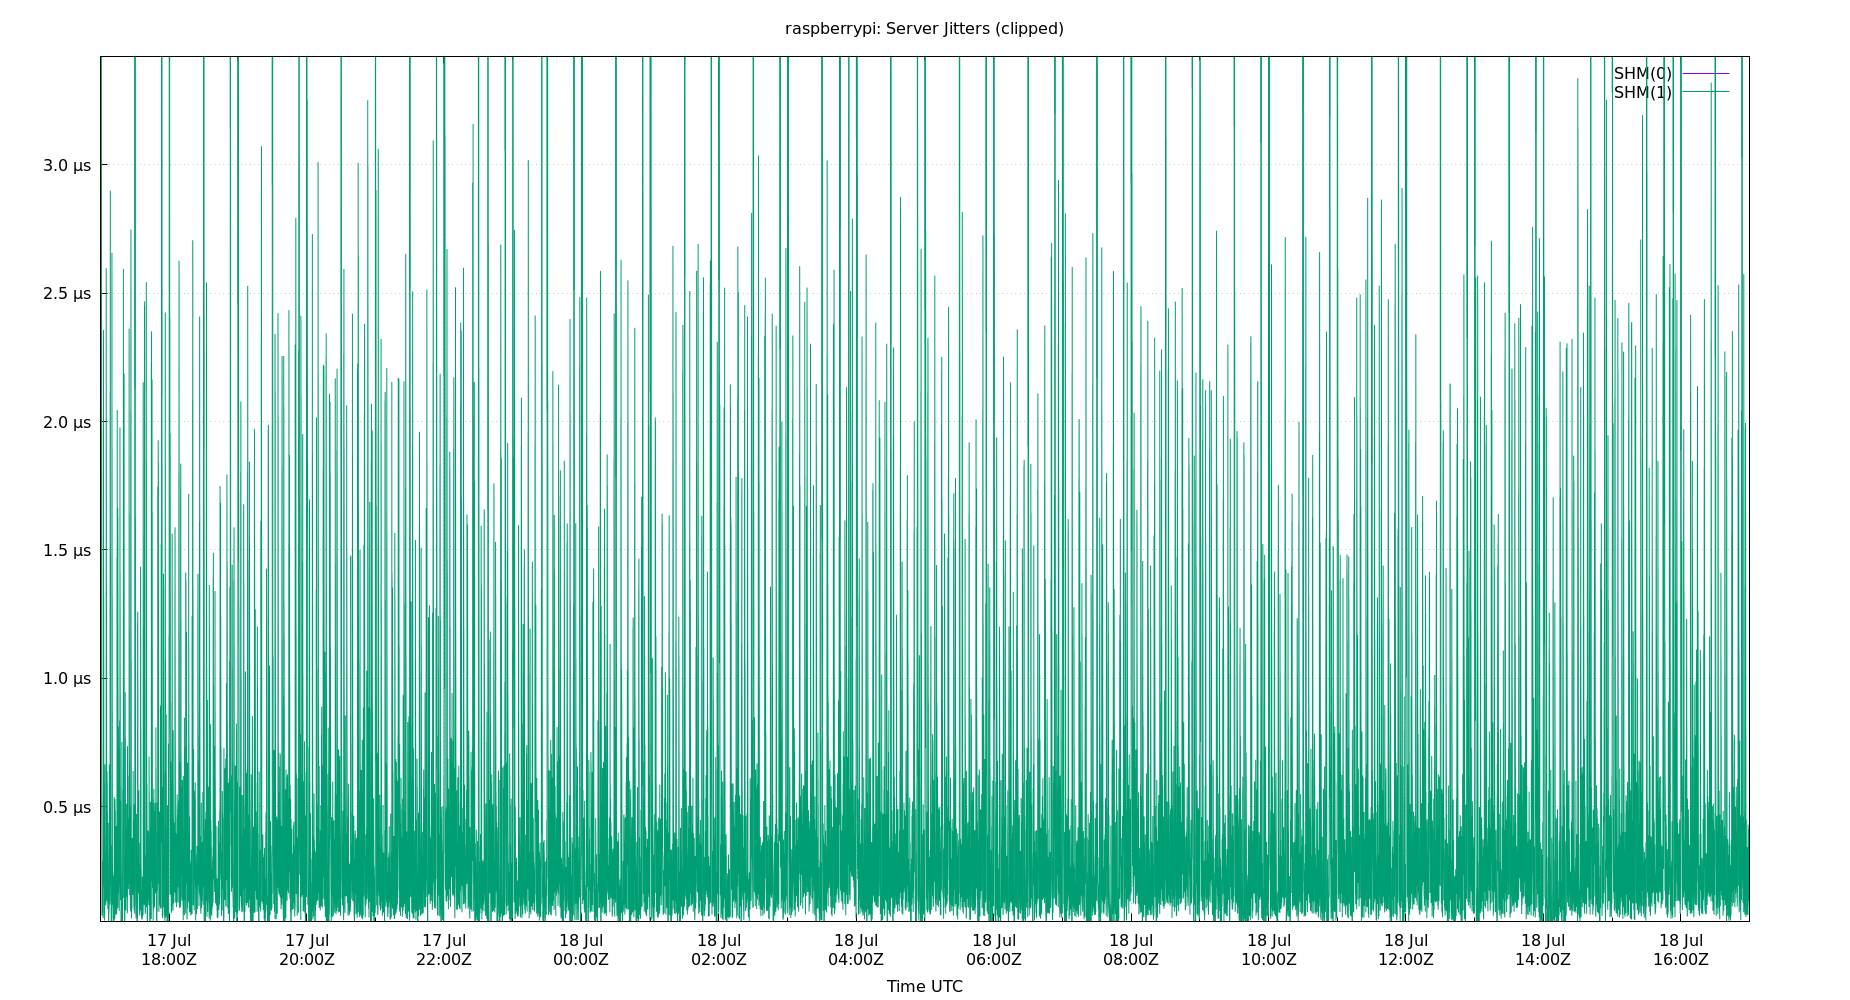 raspberrypi: Server Jitters (clipped)
SHM(0)
SHM(1)
3.0 µs
2.5 µs
2.0 µs
1.5 µs
1.0 µs
0.5 µs
17 Jul 17 Jul 17 Jul 18 Jul 18 Jul 18 Jul 18 Jul 18 Jul 18 Jul 18 Jul 18 Jul 18 Jul
18:00Z 20:00Z 22:00Z 00:00Z 02:00Z 04:00Z 06:00Z 08:00Z 10:00Z 12:00Z 14:00Z 16:00Z
Time UTC